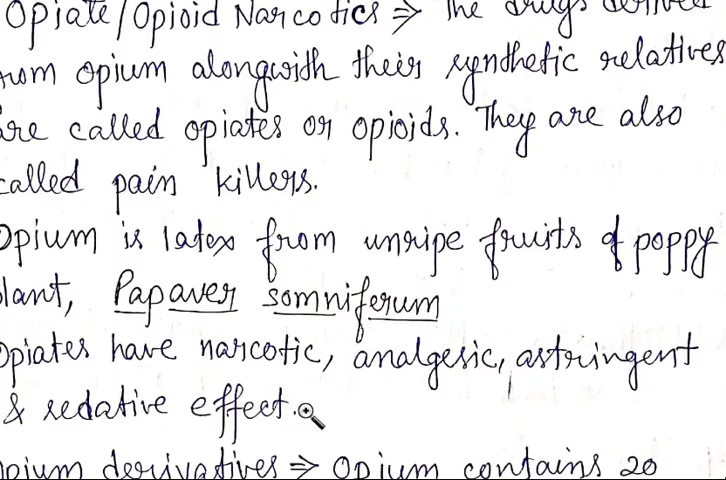 Opiate/Opioid Narcotics ⇒ The drugs derived
from opium alongwith their synthetic relatives
are called opiates or opioids. They are also
called pain killers.
Opium is latex from unripe fruits of poppy
plant, Papaver somniferum
Opiates have narcotic, analgesic, astringent
& sedative effect.
Opium derivatives ⇒ Opium contains 20